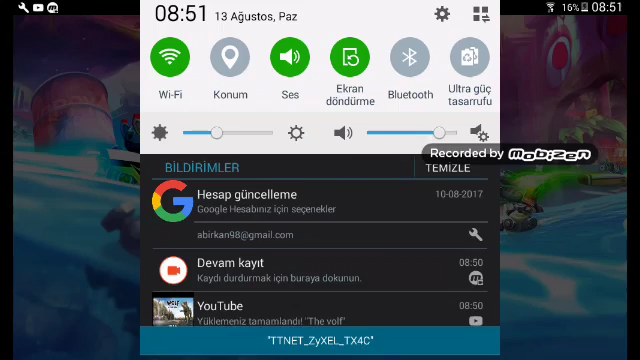 16% 08:51
08:51 13 Ağustos, Paz
Wi-Fi
Konum
Ses
Ekran döndürme
Bluetooth
Ultra güç tasarrufu
Recorded by MOBIZEN
BİLDİRİMLER
TEMİZLE
Hesap güncelleme 10-08-2017
Google Hesabınız için seçenekler
abirkan98@gmail.com
Devam kayıt 08:50
Kaydı durdurmak için buraya dokunun.
YouTube 08:50
Yüklemeniz tamamlandı! "The volf"
"TTNET_ZyXEL_TX4C"